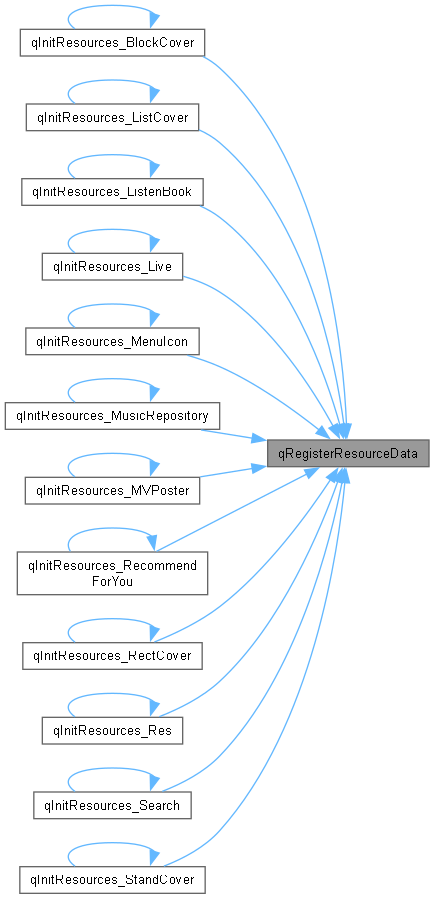 qInitResources_BlockCover
qInitResources_ListCover
qInitResources_ListenBook
qInitResources_Live
qInitResources_MenuIcon
qInitResources_MusicRepository
qRegisterResourceData
qInitResources_MVPoster
qInitResources_Recommend
ForYou
qInitResources_RectCover
qInitResources_Res
qInitResources_Search
qInitResources_StandCover